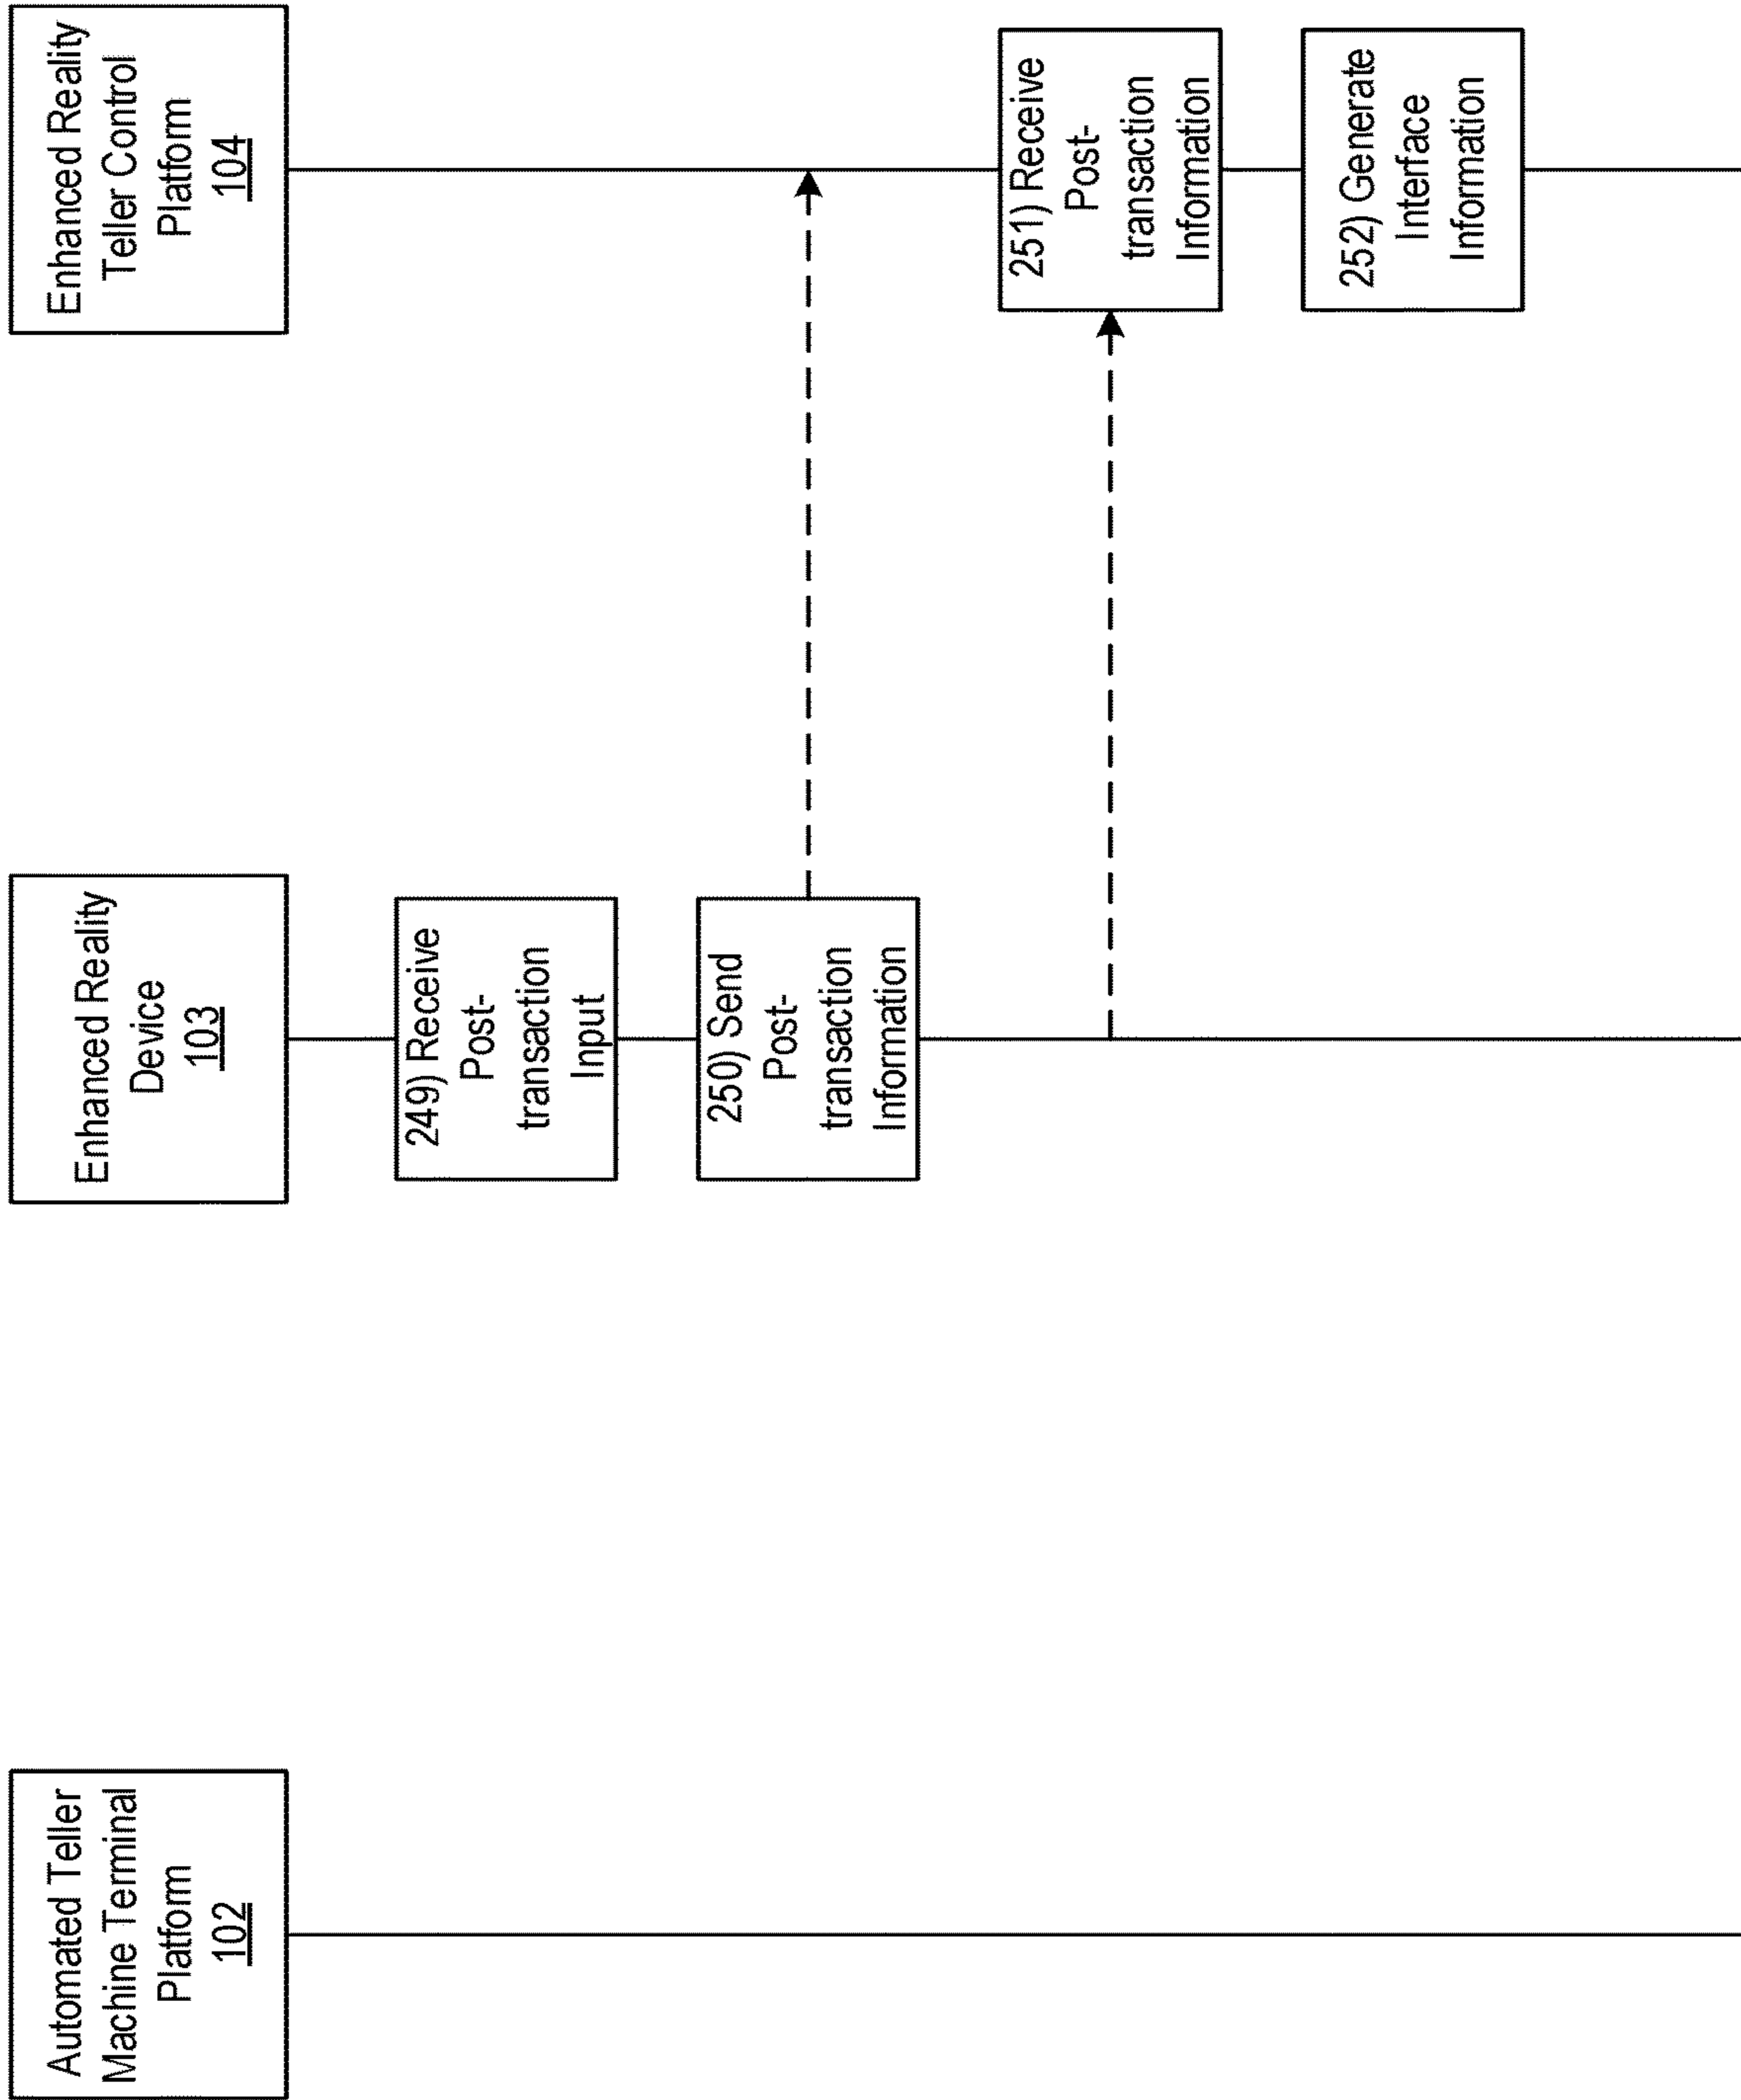 Automated Teller
Machine Terminal
Platform
102
Enhanced Reality
Device
103
Enhanced Reality
Teller Control
Platform
104
249) Receive
Post-
transaction
Input
250) Send
Post-
transaction
Information
251) Receive
Post-
transaction
Information
252) Generate
Interface
Information